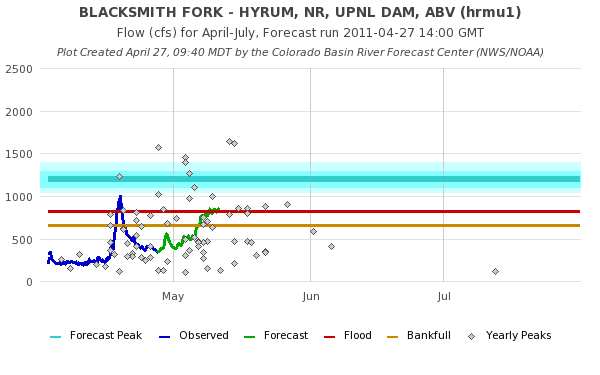 BLACKSMITH FORK - HYRUM, NR, UPNL DAM, ABV (hrmu1)
Flow (cfs) for April-July, Forecast run 2011-04-27 14:00 GMT
Plot Created April 27, 09:40 MDT by the Colorado Basin River Forecast Center (NWS/NOAA)
2500
2000
1500
1000
500
0
May Jun Jul
Forecast Peak Observed Forecast Flood Bankfull Yearly Peaks